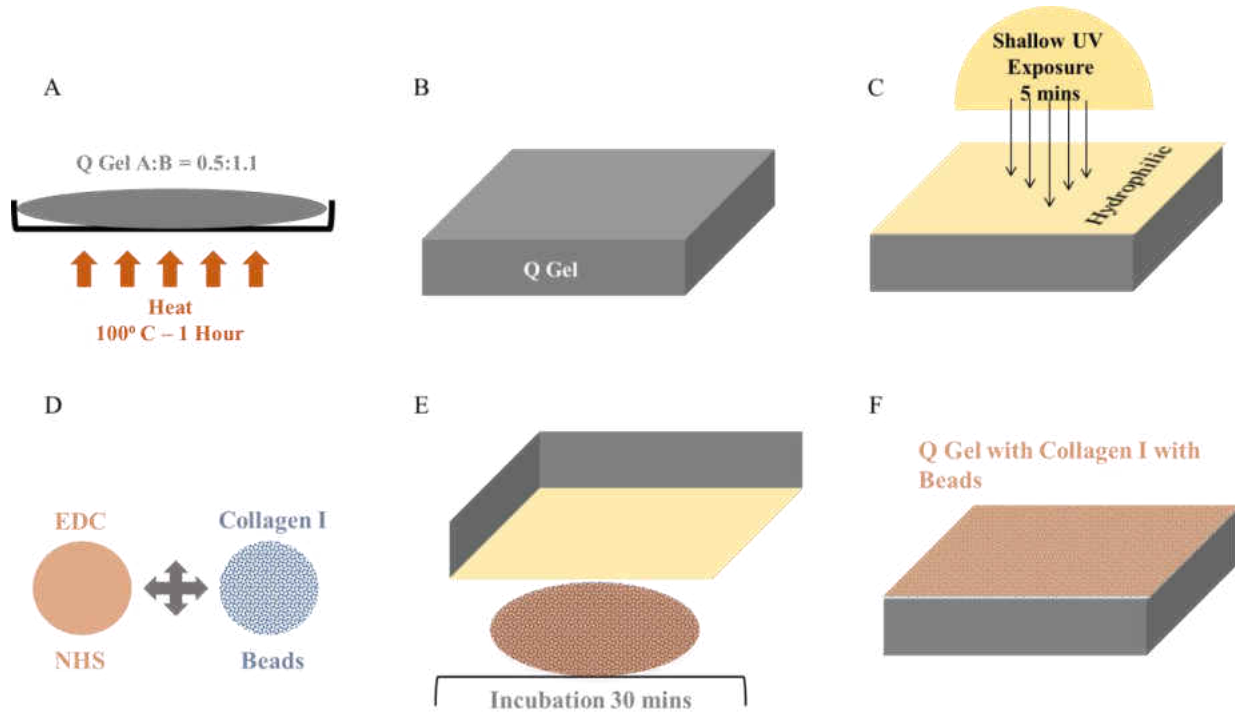 A
Q Gel A:B = 0.5:1.1
Heat
100⁰ C – 1 Hour
B
Q Gel
C
Shallow UV
Exposure
5 mins
Hydrophilic
D
EDC
NHS
Collagen I
Beads
E
Incubation 30 mins
F
Q Gel with Collagen I with
Beads